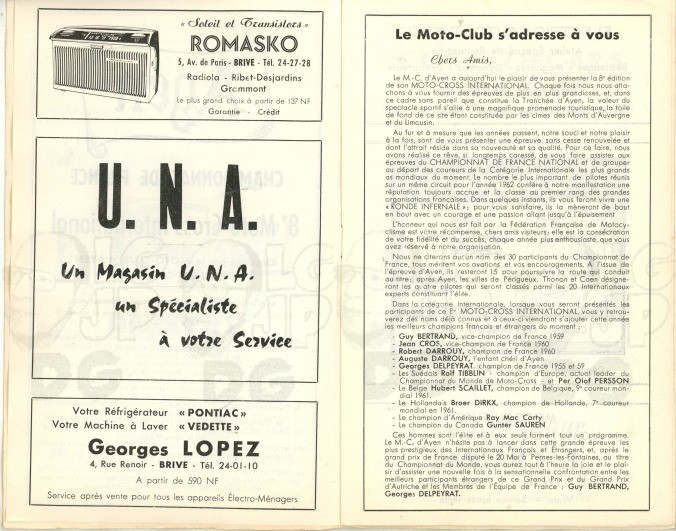 « Soleil et Transistors »
ROMASKO
5, Av. de Paris - BRIVE - Tél. 24-27-28
Radiola - Ribet-Desjardins
Grammont
Le plus grand choix à partir de 137 NF
Garantie - Crédit
U. N. A.
Un Magasin U. N. A.
un Spécialiste
à votre Service
Votre Réfrigérateur « PONTIAC »
Votre Machine à Laver « VEDETTE »
Georges LOPEZ
4, Rue Renoir - BRIVE - Tél. 24-01-10
A partir de 590 NF
Service après vente pour tous les appareils Électro-Ménagers
Le Moto-Club s'adresse à vous
Chers Amis,
Le M.-C. d'Ayen a aujourd'hui le plaisir de vous présenter la 8e édition
de son MOTO-CROSS INTERNATIONAL. Chaque fois nous nous atta-
chons à vous fournir des épreuves de plus en plus grandioses, et, dans
ce cadre sans pareil que constitue la Tranchée d'Ayen, la valeur du
spectacle sportif s'allie à une magnifique promenade touristique, la toile
de fond de ce site étant constituée par les cimes des Monts d'Auvergne
et du Limousin.
Au fur et à mesure que les années passent, notre souci et notre plaisir
à la fois, sont de vous présenter une épreuve sans cesse renouvelée et
dont l'attrait réside dans sa nouveauté et sa qualité. Pour ce faire, nous
avons réalisé ce rêve, si longtemps caressé, de vous faire assister aux
épreuves du CHAMPIONNAT DE FRANCE NATIONAL et de grouper
au départ des coureurs de la Catégorie Internationale les plus grands
as mondiaux du moment. Le nombre le plus important de pilotes réunis
sur un même circuit pour l'année 1962 confère à notre manifestation une
réputation toujours accrue et la classe au premier rang des grandes
organisations françaises. Dans quelques instants, ils vous feront vivre une
« RONDE INFERNALE » ; pour vous satisfaire, ils la mèneront de bout
en bout avec un courage et une passion allant jusqu'à l'épuisement
L'honneur qui nous est fait par la Fédération Française de Motocy-
clisme est votre récompense, chers amis visiteurs ; elle est la consécration
de votre fidélité et du succès, chaque année plus enthousiaste, que vous
avez réservé à notre organisation.
Nous ne citerons aucun nom des 30 participants du Championnat de
France, tous méritent vos ovations et vos encouragements. A l'issue de
l'épreuve d'Ayen, ils resteront 15 pour poursuivre la route qui conduit
au titre ; après Ayen, les villes de Périgueux, Thonon et Caen désigne-
ront les quatre pilotes qui seront classés parmi les 20 Internationaux
experts constituant l'élite.
Dans la catégorie internationale, lorsque vous seront présentés les
participants de ce 8e MOTO-CROSS INTERNATIONAL, vous y retrou-
verez des noms déjà connus et à ceux-ci viendront s'ajouter cette année
les meilleurs champions français et étrangers du moment :
- Guy BERTRAND, vice-champion de France 1959
- Jean CROS, vice-champion de France 1960
- Robert DARROUY, champion de France 1960
- Auguste DARROUY, l'enfant chéri d'Ayen
- Georges DELPEYRAT, champion de France 1955 et 59
- Les Suédois Rolf TIBBLIN - champion d'Europe, actuel leader du
Championnat du Monde de Moto-Cross - et Per Olof PERSSON
- Le Belge Hubert SCAILLET, champion de Belgique, 9e coureur mon-
dial 1961.
- Le Hollandais Broer DIRKX, champion de Hollande, 7e coureur
mondial en 1961.
- Le champion d'Amérique Ray Mac Carty
- Le champion du Canada Gunter SAUREN
Ces hommes sont l'élite et à eux seuls forment tout un programme.
Le M.-C. d'Ayen n'hésite pas à lancer dans cette grande épreuve les
plus prestigieux des Internationaux Français et Étrangers, et, après le
grand prix de France disputé le 20 Mai à Pernes-les-Fontaines, au titre
du Championnat du Monde, vous aurez tout à l'heure la joie et le plai-
sir d'assister une nouvelle fois à la sensationnelle confrontation entre les
meilleurs participants étrangers de ce Grand Prix et du Grand Prix
d'Autriche et les Membres de l'Equipe de France : Guy BERTRAND,
Georges DELPEYRAT.